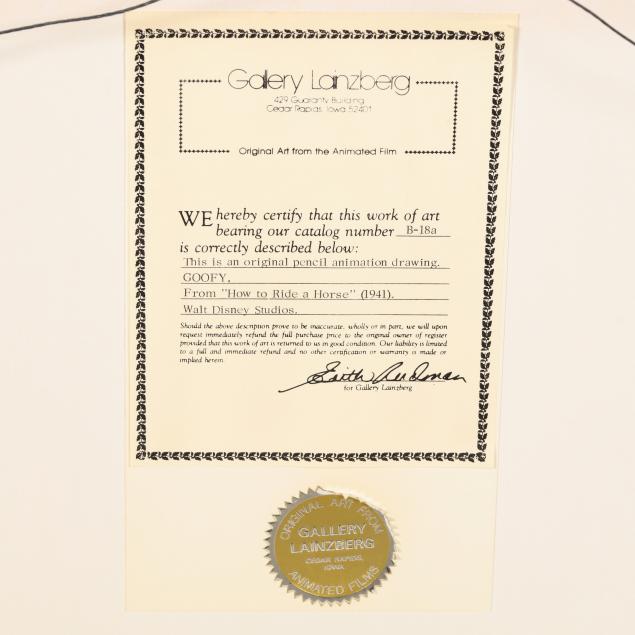 Gallery Lainzberg
429 Guaranty Building
Cedar Rapids, Iowa 52401
Original Art from the Animated Film
WE hereby certify that this work of art
bearing our catalog number B-18a
is correctly described below:
This is an original pencil animation drawing.
GOOFY,
From "How to Ride a Horse" (1941).
Walt Disney Studios.
Should the above description prove to be inaccurate, wholly or in part, we will upon
request immediately refund the full purchase price to the original owner of register
provided that this work of art is returned to us in good condition. Our liability is limited
to a full and immediate refund and no other certification or warranty is made or
implied herein.
Edith Rudman
for Gallery Lainzberg
ORIGINAL ART FROM
GALLERY
LAINZBERG
CEDAR RAPIDS,
IOWA
ANIMATED FILMS